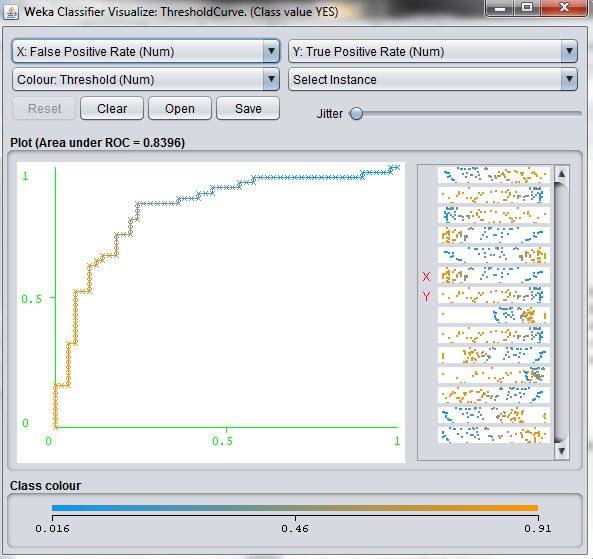 Weka Classifier Visualize: ThresholdCurve. (Class value YES)
X: False Positive Rate (Num) Y: True Positive Rate (Num)
Colour: Threshold (Num) Select Instance
Reset Clear Open Save Jitter
Plot (Area under ROC = 0.8396)
1
X
Y
0.5
0
0 0.5 1
Class colour
0.016 0.46 0.91